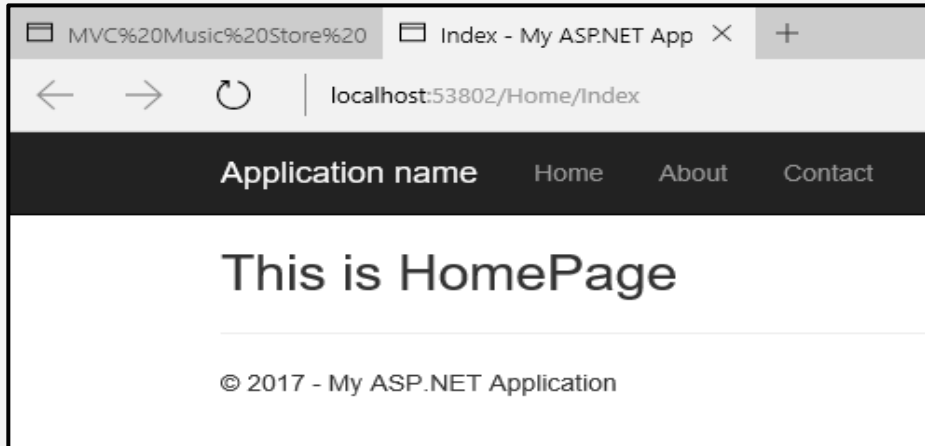 MVC%20Music%20Store%20 Index - My ASP.NET App
localhost:53802/Home/Index
Application name Home About Contact
This is HomePage
© 2017 - My ASP.NET Application